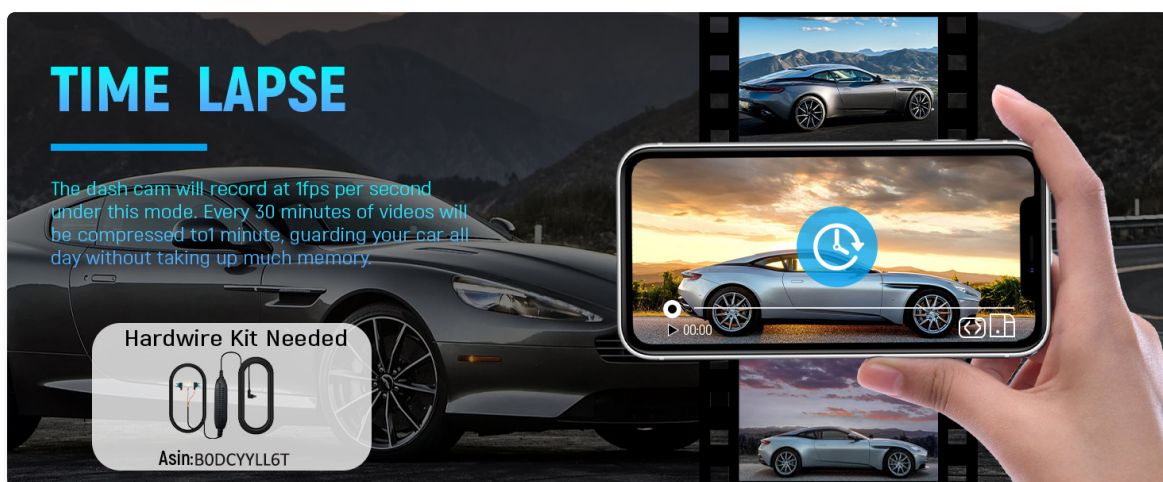 TIME LAPSE
The dash cam will record at 1fps per second
under this mode. Every 30 minutes of videos will
be compressed to1 minute, guarding your car all
day without taking up much memory.
Hardwire Kit Needed
Asin:B0DCYYLL6T
00:00